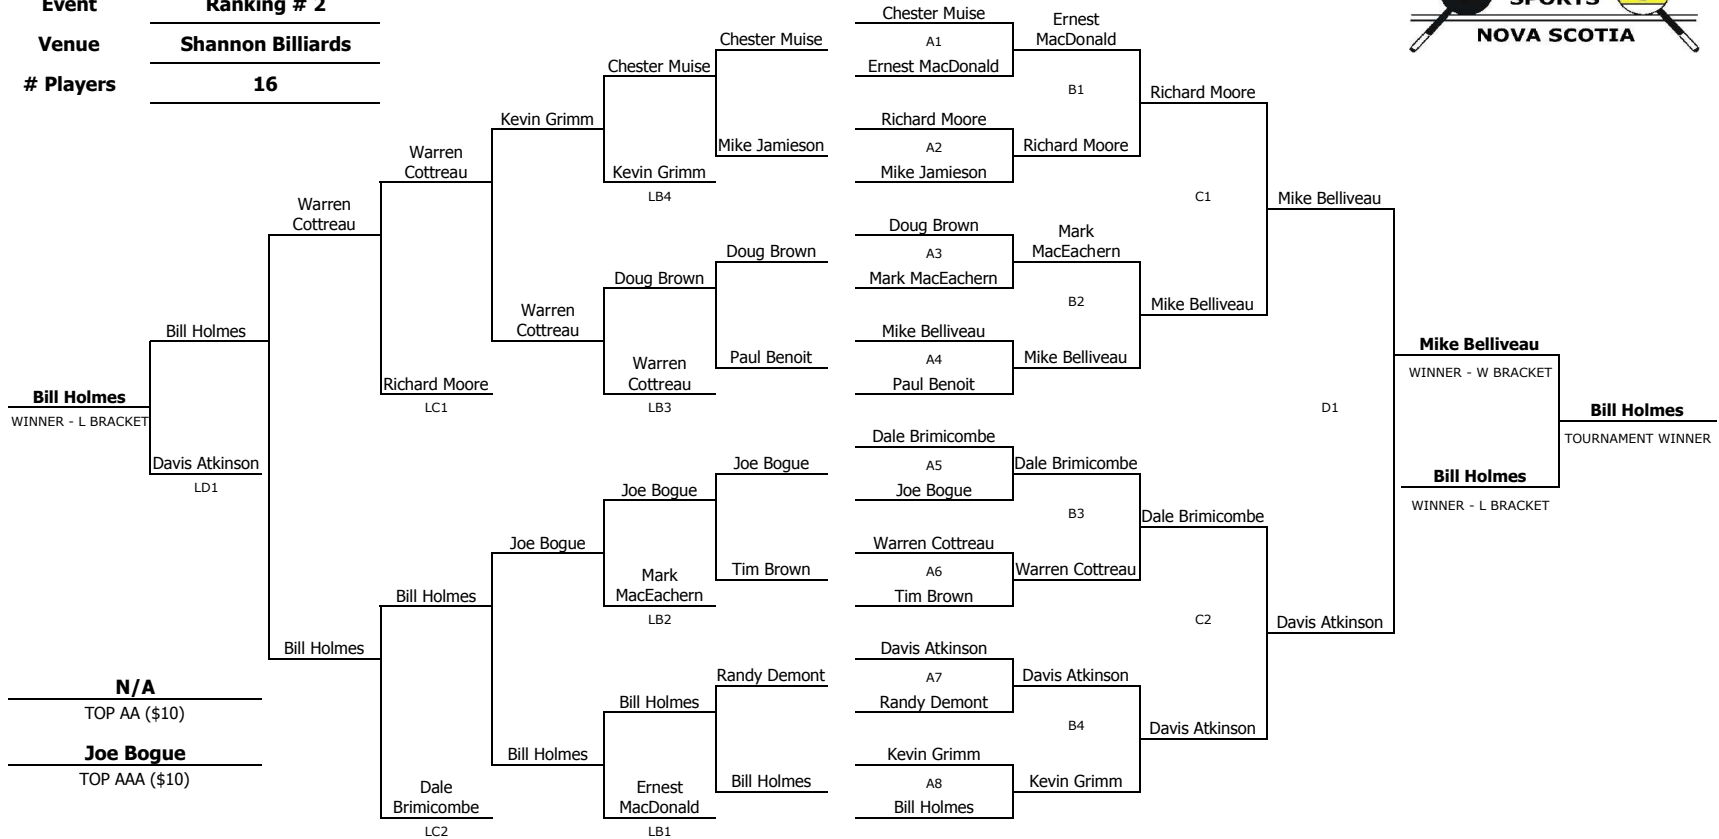 Event Ranking # 2
Venue Shannon Billiards
# Players 16
SPORTS
NOVA SCOTIA
Chester Muise
A1
Ernest MacDonald
Richard Moore
A2
Mike Jamieson
Doug Brown
A3
Mark MacEachern
Mike Belliveau
A4
Paul Benoit
Dale Brimicombe
A5
Joe Bogue
Warren Cottreau
A6
Tim Brown
Davis Atkinson
A7
Randy Demont
Kevin Grimm
A8
Bill Holmes
Ernest
MacDonald
B1
Richard Moore
Mark
MacEachern
B2
Mike Belliveau
Dale Brimicombe
B3
Warren Cottreau
Davis Atkinson
B4
Kevin Grimm
Richard Moore
C1
Mike Belliveau
Dale Brimicombe
C2
Davis Atkinson
Mike Belliveau
D1
Davis Atkinson
Mike Belliveau
WINNER - W BRACKET
Bill Holmes
WINNER - L BRACKET
Bill Holmes
TOURNAMENT WINNER
Chester Muise
Mike Jamieson
Doug Brown
Paul Benoit
Joe Bogue
Tim Brown
Randy Demont
Bill Holmes
Chester Muise
Kevin Grimm
LB4
Doug Brown
Warren
Cottreau
LB3
Joe Bogue
Mark
MacEachern
LB2
Bill Holmes
Ernest
MacDonald
LB1
Kevin Grimm
Warren
Cottreau
Joe Bogue
Bill Holmes
Warren
Cottreau
Richard Moore
LC1
Bill Holmes
Dale
Brimicombe
LC2
Warren
Cottreau
Bill Holmes
Bill Holmes
Davis Atkinson
LD1
Bill Holmes
WINNER - L BRACKET
N/A
TOP AA ($10)
Joe Bogue
TOP AAA ($10)